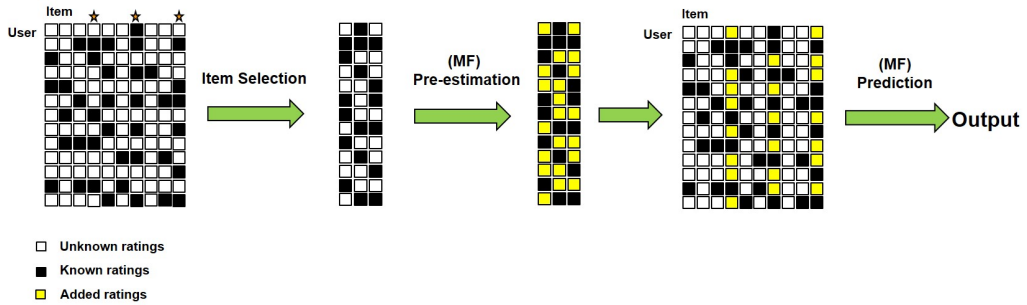 Item
User
Item Selection
(MF)
Pre-estimation
Item
User
(MF)
Prediction
Output
Unknown ratings
Known ratings
Added ratings